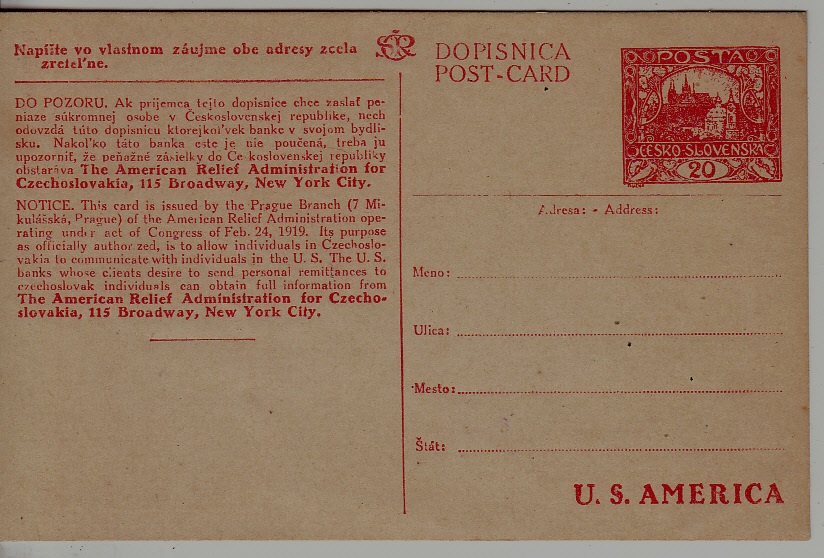 Napíšte vo vlastnom záujme obe adresy zcela
zreteľne.
DO POZORU. Ak prijemca tejto dopisnice chce zaslať pe-
niaze súkromnej osobe v Československej republike, nech
odovzdá túto dopisnicu ktorejkoľvek banke v svojom bydli-
sku. Nakoľko táto banka ešte je nie poučená, treba ju
upozorniť, že peňažné zásielky do Če koslovenskej republiky
obstaráva The American Relief Administration for
Czechoslovakia, 115 Broadway, New York City.
NOTICE. This card is issued by the Prague Branch (7 Mi-
kulášská, Prague) of the American Relief Administration ope-
rating under act of Congress of Feb. 24, 1919. Its purpose
as officially author zed, is to allow individuals in Czechoslo-
vakia to communicate with individuals in the U. S. The U. S.
banks whose clients desire to send personal remittances to
czechoslovak individuals can obtain full information from
The American Relief Administration for Czecho-
slovakia, 115 Broadway, New York City.
DOPISNICA
POST-CARD
POŠTA
ČESKO-SLOVENSKÁ
20
Adresa: - Address:
Meno:
Ulica:
Mesto:
Štát:
U. S. AMERICA